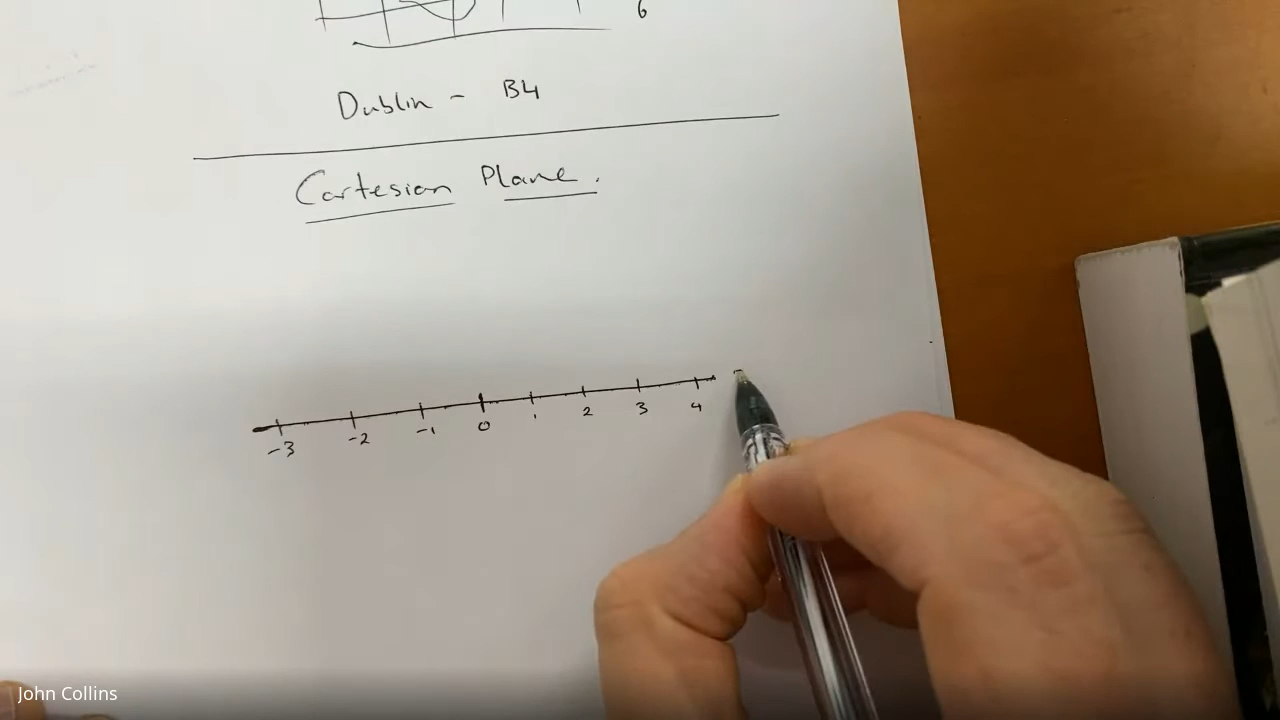 6
Dublin - B4
Cartesian Plane.
-3 -2 -1 0 1 2 3 4
John Collins